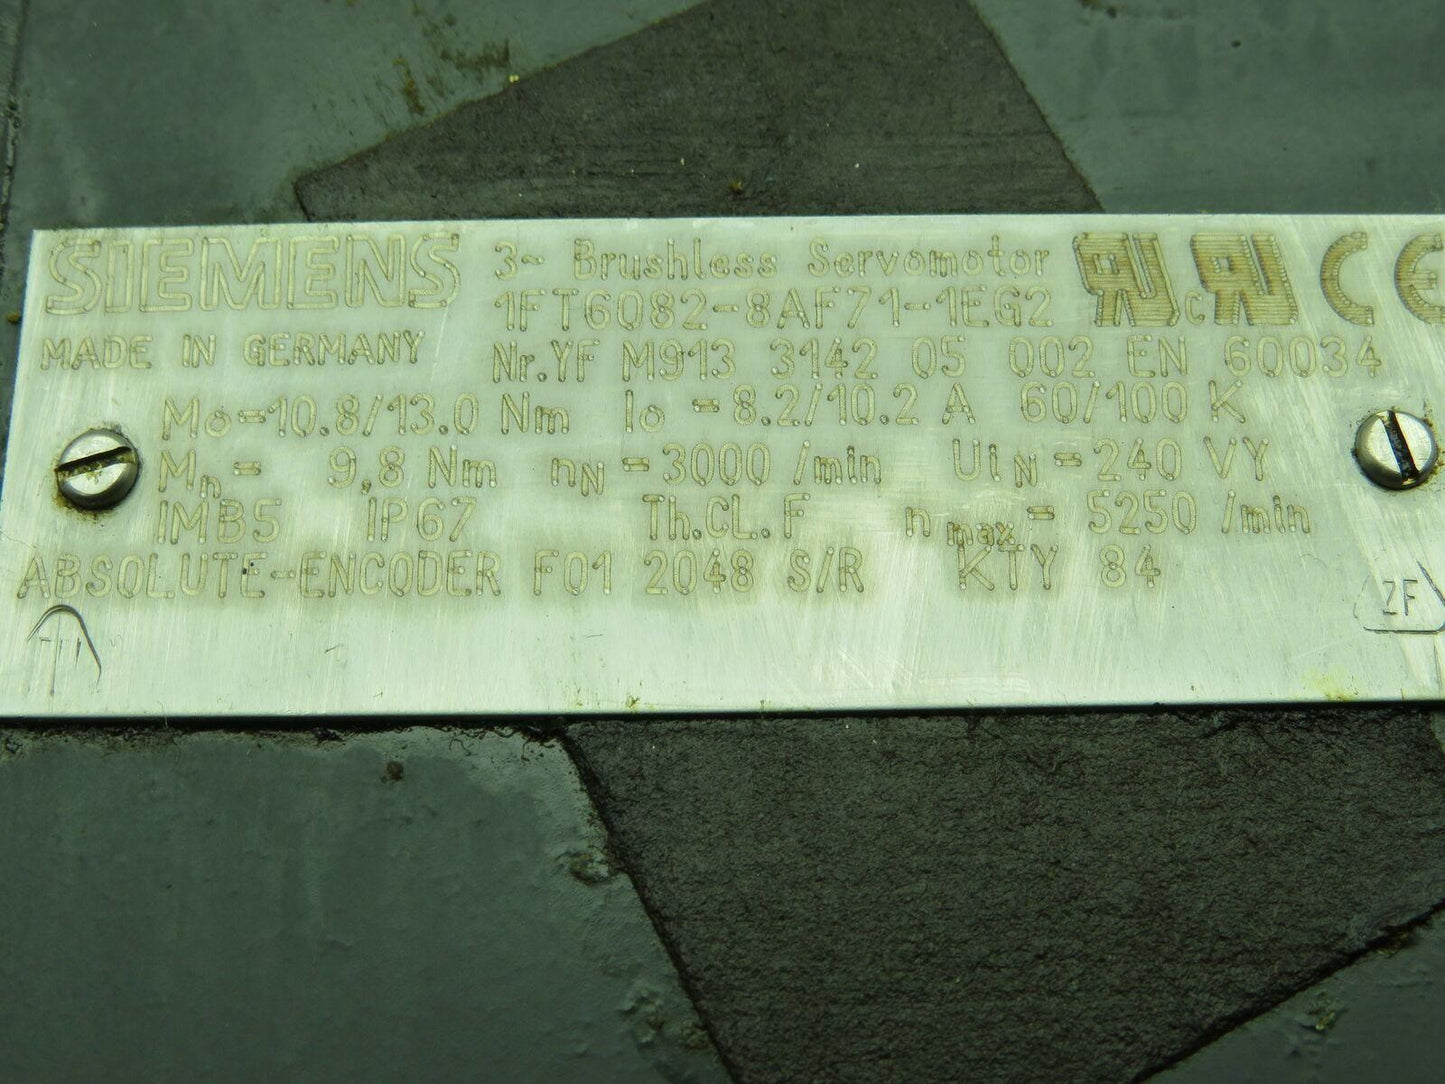 SIEMENS 3~ Brushless Servomotor
1FT6082-8AF71-1EG2
MADE IN GERMANY Nr.YF M913 3142 05 002 EN 60034
Mo=10.8/13.0 Nm Io =8.2/10.2 A 60/100 K
Mn= 9,8 Nm nN =3000 /min UiN =240 VY
IMB5 IP67 Th.CL.F n max= 5250 /min
ABSOLUTE-ENCODER F01 2048 S/R KTY 84
ZF